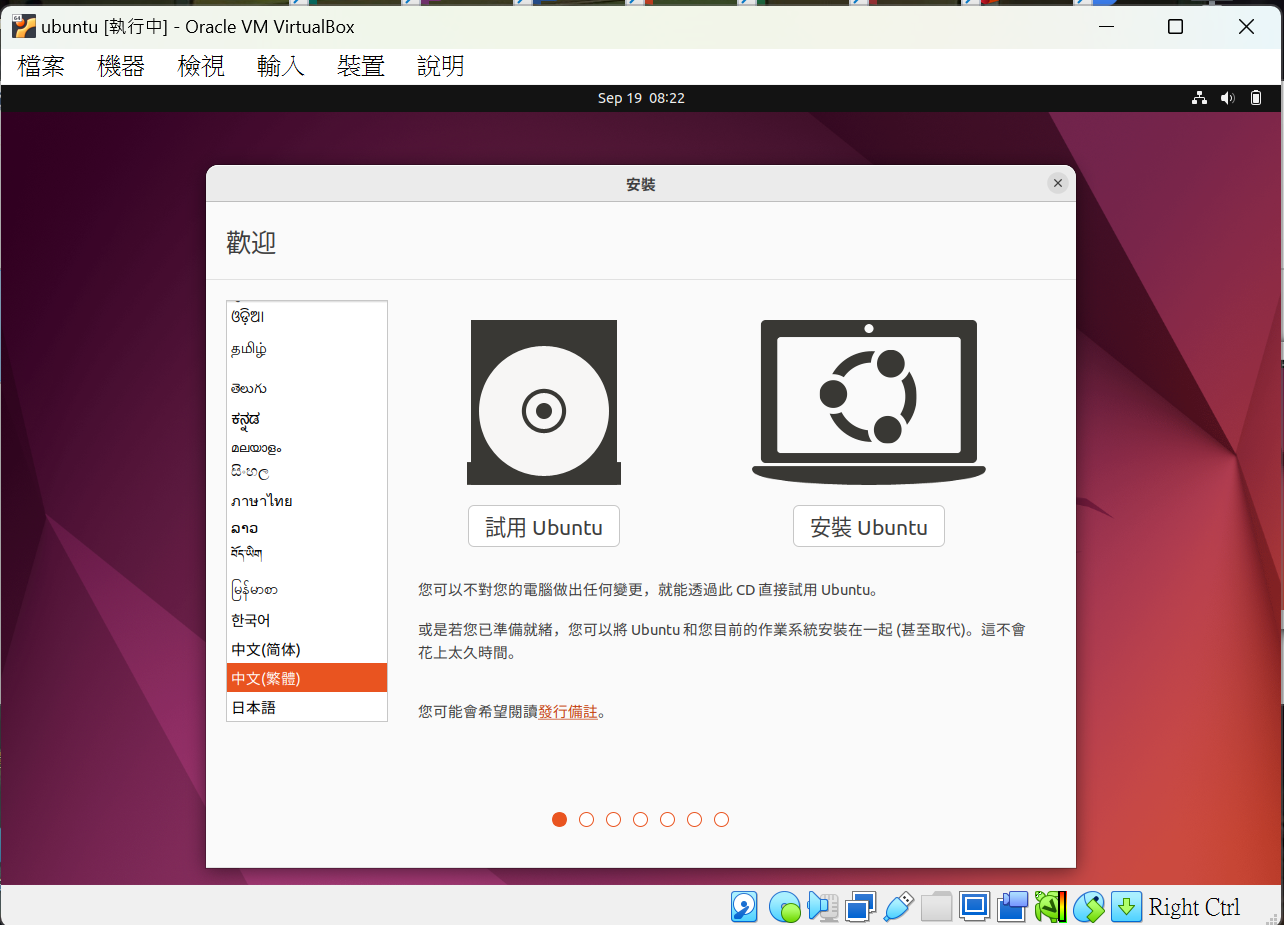 ubuntu [執行中] - Oracle VM VirtualBox
檔案 機器 檢視 輸入 裝置 說明
Sep 19 08:22
安裝
歡迎
ଓଡ଼ିଆ
தமிழ்
తెలుగు
ಕನ್ನಡ
മലയാളം
සිංහල
ภาษาไทย
ລາວ
བོད་ཡིག
မြန်မာစာ
한국어
中文(简体)
中文(繁體)
日本語
試用 Ubuntu
安裝 Ubuntu
您可以不對您的電腦做出任何變更，就能透過此 CD 直接試用 Ubuntu。
或是若您已準備就緒，您可以將 Ubuntu 和您目前的作業系統安裝在一起 (甚至取代)。這不會
花上太久時間。
您可能會希望閱讀發行備註。
Right Ctrl